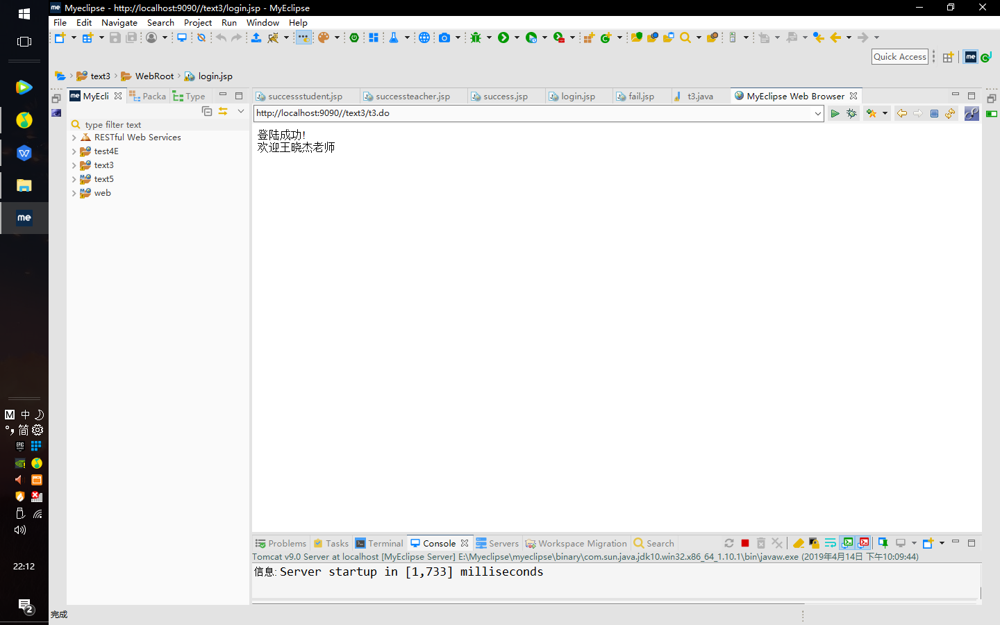 Myeclipse - http://localhost:9090//text3/login.jsp - MyEclipse
File Edit Navigate Search Project Run Window Help
Quick Access
text3 WebRoot login.jsp
MyEcli Packa Type
successstudent.jsp successteacher.jsp success.jsp login.jsp fail.jsp t3.java MyEclipse Web Browser
http://localhost:9090//text3/t3.do
type filter text
RESTful Web Services
test4E
text3
text5
web
登陆成功!
欢迎王晓杰老师
Problems Tasks Terminal Console Servers Workspace Migration Search
Tomcat v9.0 Server at localhost [MyEclipse Server] E:\Myeclipse\myeclipse\binary\com.sun.java.jdk10.win32.x86_64_1.10.1\bin\javaw.exe (2019年4月14日 下午10:09:44)
信息: Server startup in [1,733] milliseconds
完成
me
M 中
简
EPIC
22:12
2